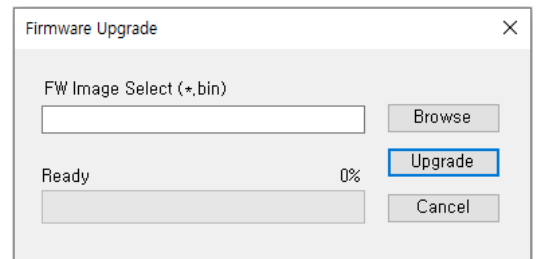 Firmware Upgrade
FW Image Select (*.bin)
Browse
Upgrade
Ready 0%
Cancel